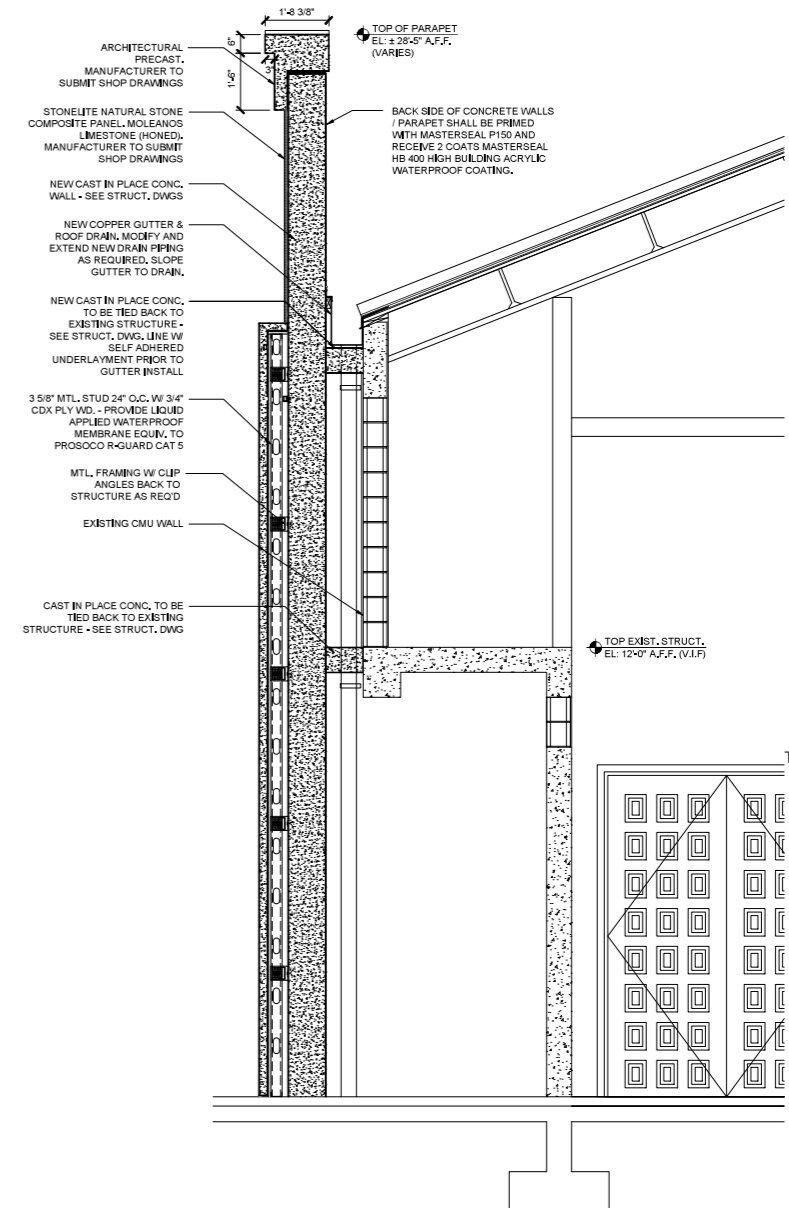 1'-8 3/8"
6"
3"
1'-6"
TOP OF PARAPET
EL: ± 28'-5" A.F.F.
(VARIES)
ARCHITECTURAL
PRECAST.
MANUFACTURER TO
SUBMIT SHOP DRAWINGS
STONELITE NATURAL STONE
COMPOSITE PANEL. MOLEANOS
LIMESTONE (HONED).
MANUFACTURER TO SUBMIT
SHOP DRAWINGS
BACK SIDE OF CONCRETE WALLS
/ PARAPET SHALL BE PRIMED
WITH MASTERSEAL P150 AND
RECEIVE 2 COATS MASTERSEAL
HB 400 HIGH BUILDING ACRYLIC
WATERPROOF COATING.
NEW CAST IN PLACE CONC.
WALL - SEE STRUCT. DWGS
NEW COPPER GUTTER &
ROOF DRAIN. MODIFY AND
EXTEND NEW DRAIN PIPING
AS REQUIRED. SLOPE
GUTTER TO DRAIN.
NEW CAST IN PLACE CONC.
TO BE TIED BACK TO
EXISTING STRUCTURE -
SEE STRUCT. DWG. LINE W/
SELF ADHERED
UNDERLAYMENT PRIOR TO
GUTTER INSTALL
3 5/8" MTL. STUD 24" O.C. W/ 3/4"
CDX PLY WD. - PROVIDE LIQUID
APPLIED WATERPROOF
MEMBRANE EQUIV. TO
PROSOCO R-GUARD CAT 5
MTL. FRAMING W/ CLIP
ANGLES BACK TO
STRUCTURE AS REQ'D
EXISTING CMU WALL
CAST IN PLACE CONC. TO BE
TIED BACK TO EXISTING
STRUCTURE - SEE STRUCT. DWG
TOP EXIST. STRUCT.
EL: 12'-0" A.F.F. (V.I.F)
T